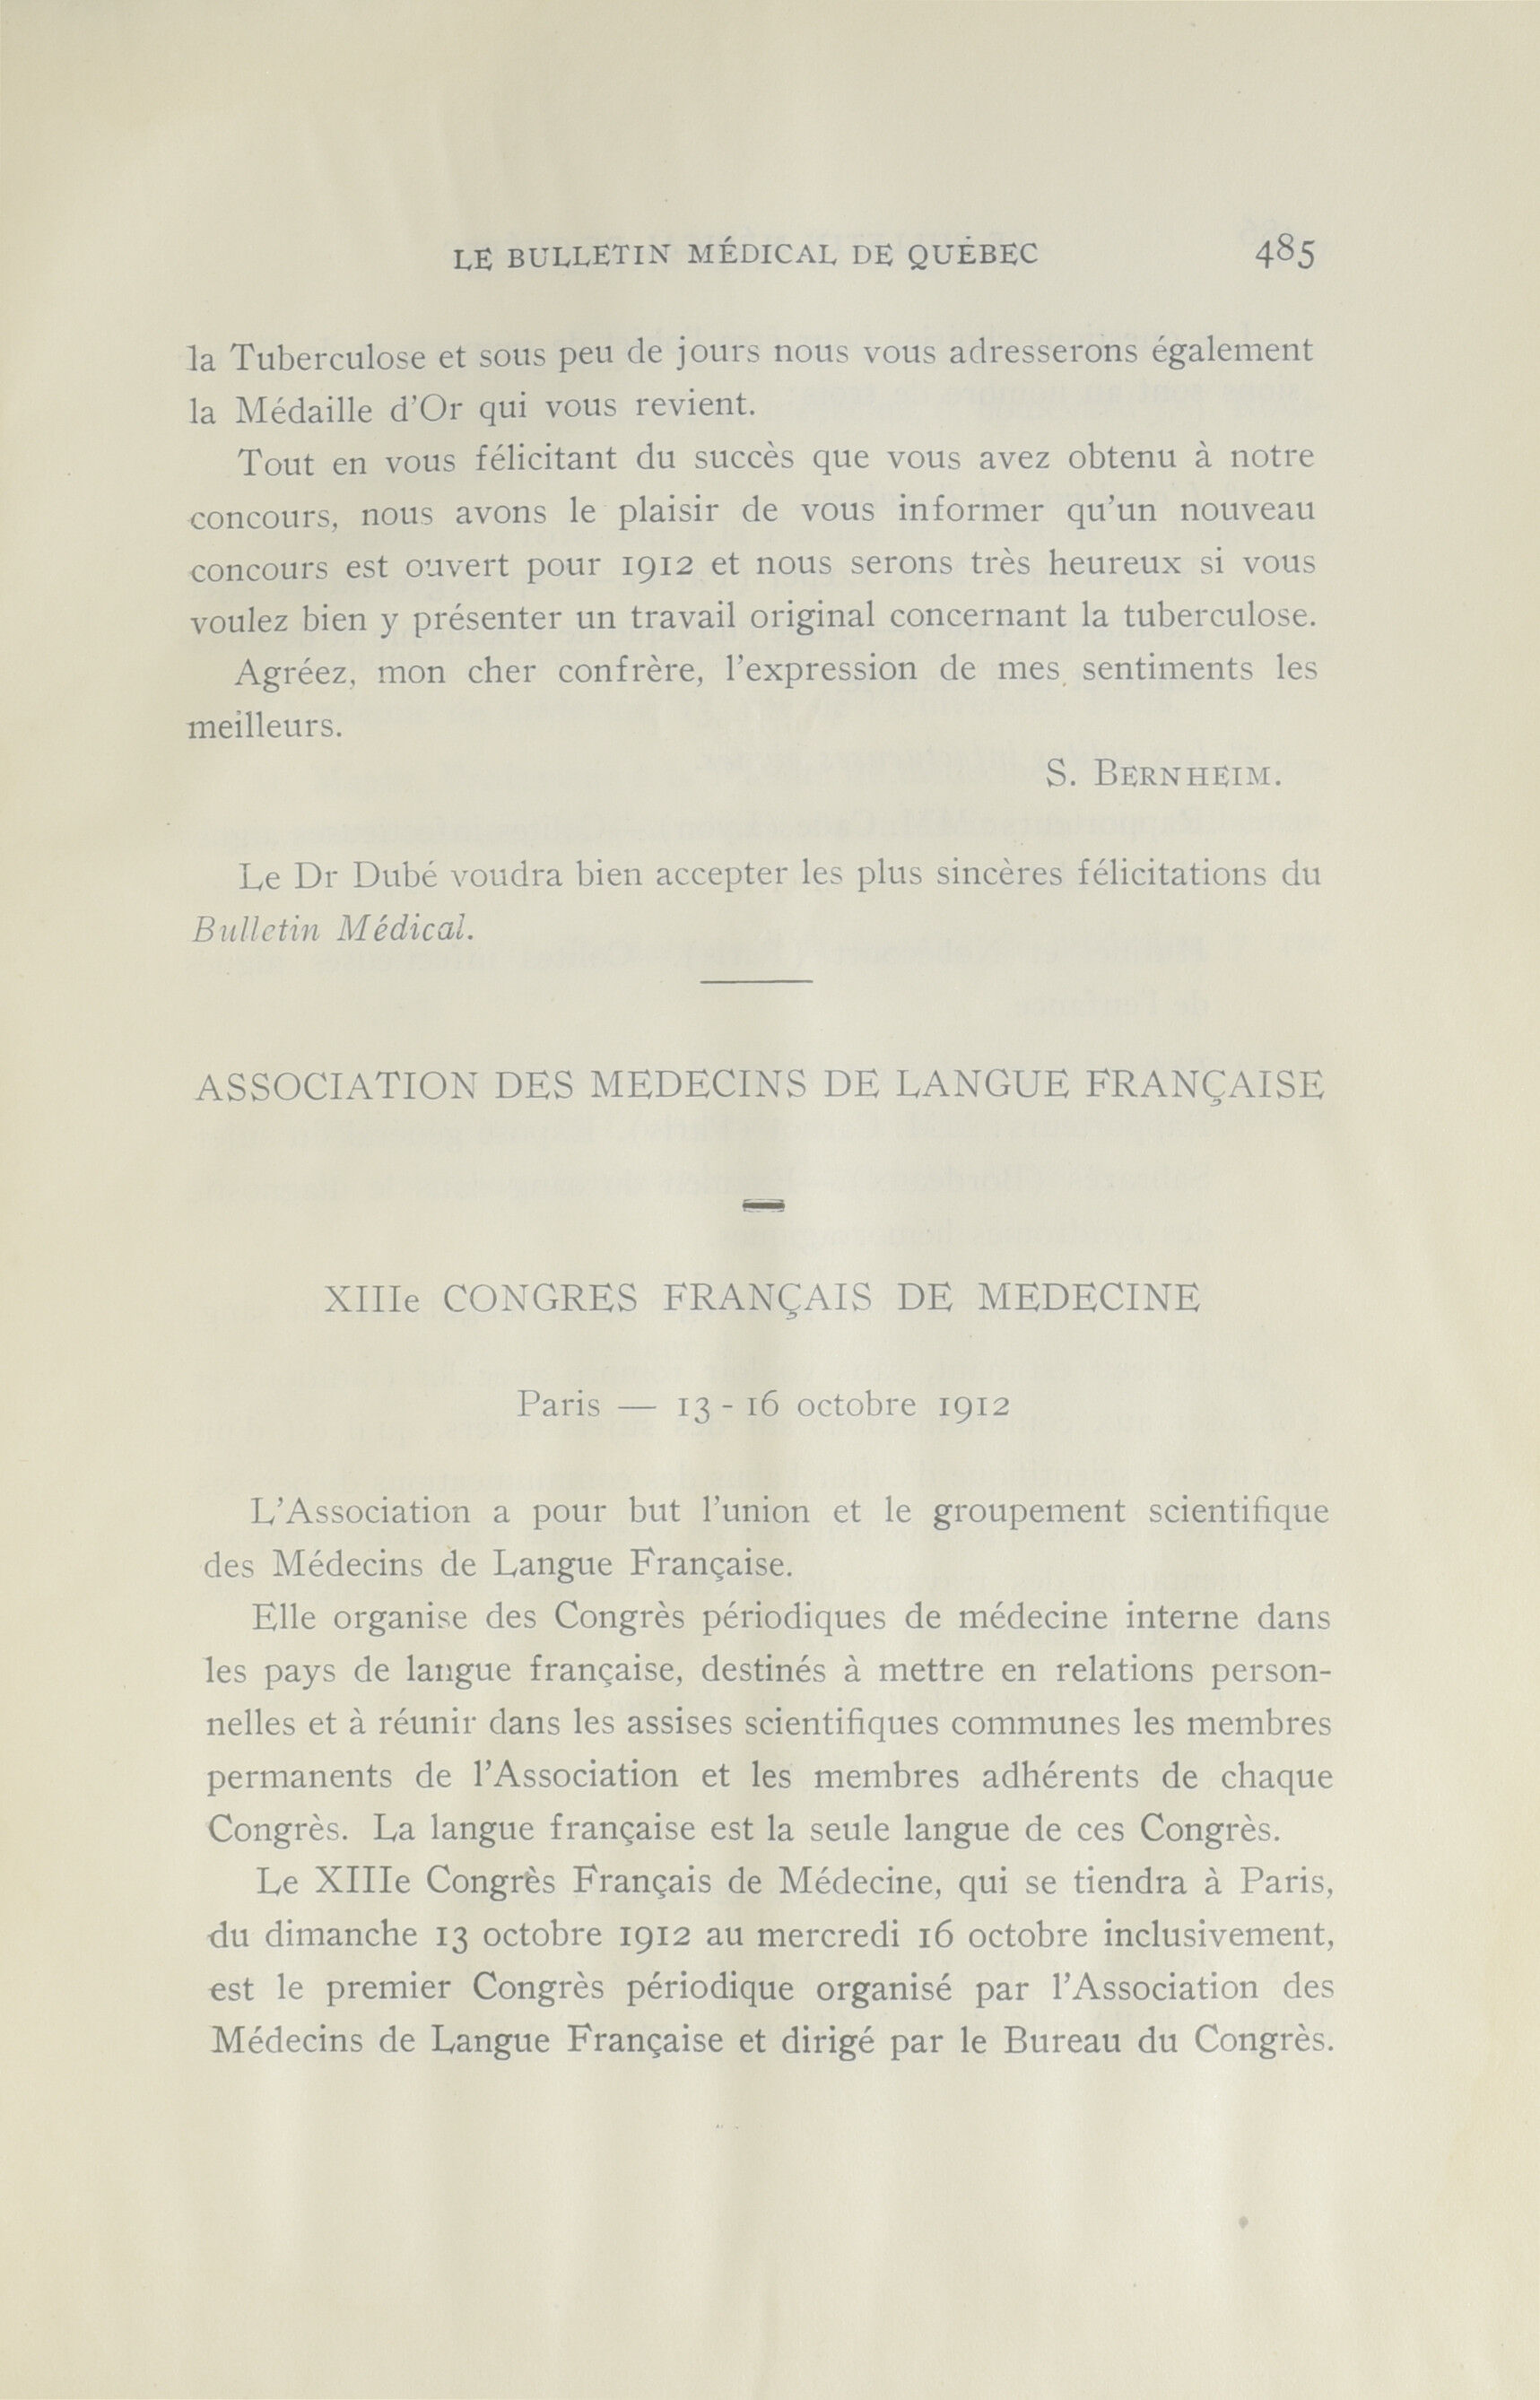 LE BULLETIN MÉDICAL DE QUÉBEC 485
la Tuberculose et sous peu de jours nous vous adresserons également
la Médaille d'Or qui vous revient.
Tout en vous félicitant du succès que vous avez obtenu à notre
concours, nous avons le plaisir de vous informer qu'un nouveau
concours est ouvert pour 1912 et nous serons très heureux si vous
voulez bien y présenter un travail original concernant la tuberculose.
Agréez, mon cher confrère, l'expression de mes sentiments les
meilleurs.
S. BERNHEIM.
Le Dr Dubé voudra bien accepter les plus sincères félicitations du
Bulletin Médical.
ASSOCIATION DES MEDECINS DE LANGUE FRANÇAISE
XIIIe CONGRES FRANÇAIS DE MEDECINE
Paris — 13 - 16 octobre 1912
L'Association a pour but l'union et le groupement scientifique
des Médecins de Langue Française.
Elle organise des Congrès périodiques de médecine interne dans
les pays de langue française, destinés à mettre en relations person-
nelles et à réunir dans les assises scientifiques communes les membres
permanents de l'Association et les membres adhérents de chaque
Congrès. La langue française est la seule langue de ces Congrès.
Le XIIIe Congrès Français de Médecine, qui se tiendra à Paris,
du dimanche 13 octobre 1912 au mercredi 16 octobre inclusivement,
est le premier Congrès périodique organisé par l'Association des
Médecins de Langue Française et dirigé par le Bureau du Congrès.